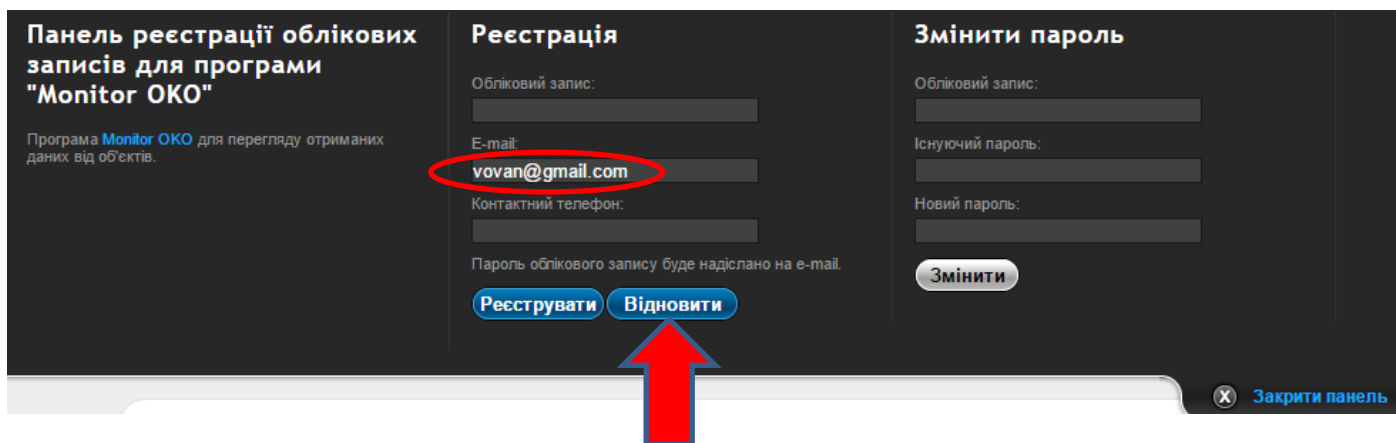 Панель реєстрації облікових
записів для програми
"Monitor OKO"
Програма Monitor OKO для перегляду отриманих
даних від об'єктів.
Реєстрація
Обліковий запис:
E-mail:
vovan@gmail.com
Контактний телефон:
Пароль облікового запису буде надіслано на e-mail.
Реєструвати
Відновити
Змінити пароль
Обліковий запис:
Існуючий пароль:
Новий пароль:
Змінити
X Закрити панель